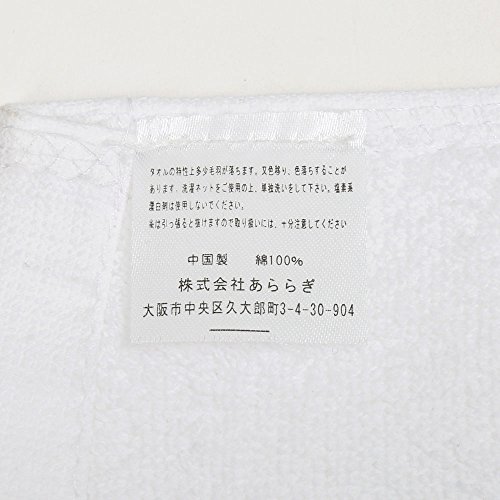 タオルの特性上多少毛羽が落ちます。又色移り、色落ちすることが
あります、洗濯ネットをご使用の上、単独洗いをして下さい。塩素系
漂白剤は使用しないでください。
糸は引っ張ると抜けますので取り扱いには、十分注意してください
中国製 綿100%
株式会社あららぎ
大阪市中央区久太郎町3-4-30-904